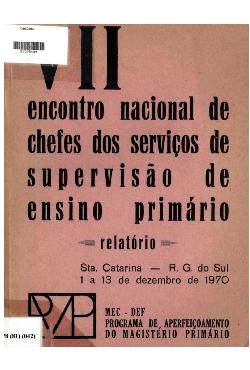 VII
encontro nacional de
chefes dos serviços de
supervisão de
ensino primário
relatório
Sta. Catarina — R. G. do Sul
1 a 13 de dezembro de 1970
MEC - DEF
PROGRAMA DE APERFEIÇOAMENTO
DO MAGISTÉRIO PRIMÁRIO